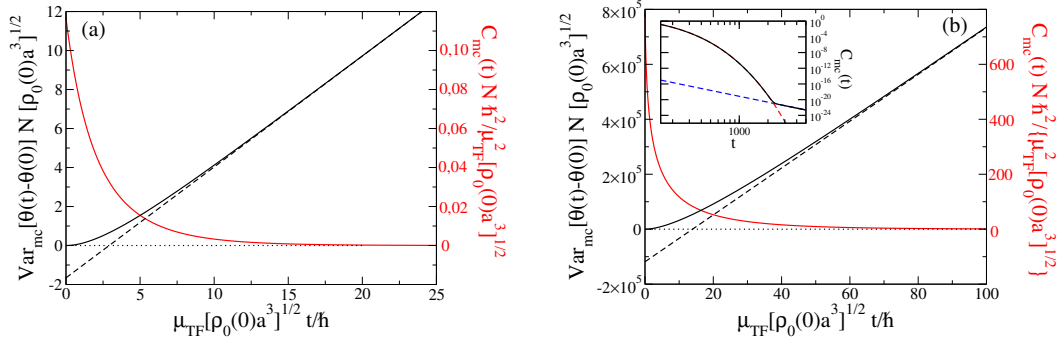 (a)
Var_mc[θ(t)-θ(0)] N [ρ_0(0)a^3]^1/2
12
10
8
6
4
2
0
-2
0 5 10 15 20 25
μ_TF[ρ_0(0)a^3]^1/2 t/ħ
0,10
0,08
0,06
0,04
0,02
0
C_mc(t) N ħ^2/μ_TF^2[ρ_0(0)a^3]^1/2
(b)
Var_mc[θ(t)-θ(0)] N [ρ_0(0)a^3]^1/2
8×10^5
6×10^5
4×10^5
2×10^5
0
-2×10^5
0 20 40 60 80 100
μ_TF[ρ_0(0)a^3]^1/2 t/ħ
600
400
200
0
C_mc(t) N ħ^2/{μ_TF^2[ρ_0(0)a^3]^1/2}
10^0
10^-4
10^-8
10^-12
10^-16
10^-20
10^-24
C_mc(t)
1000
t